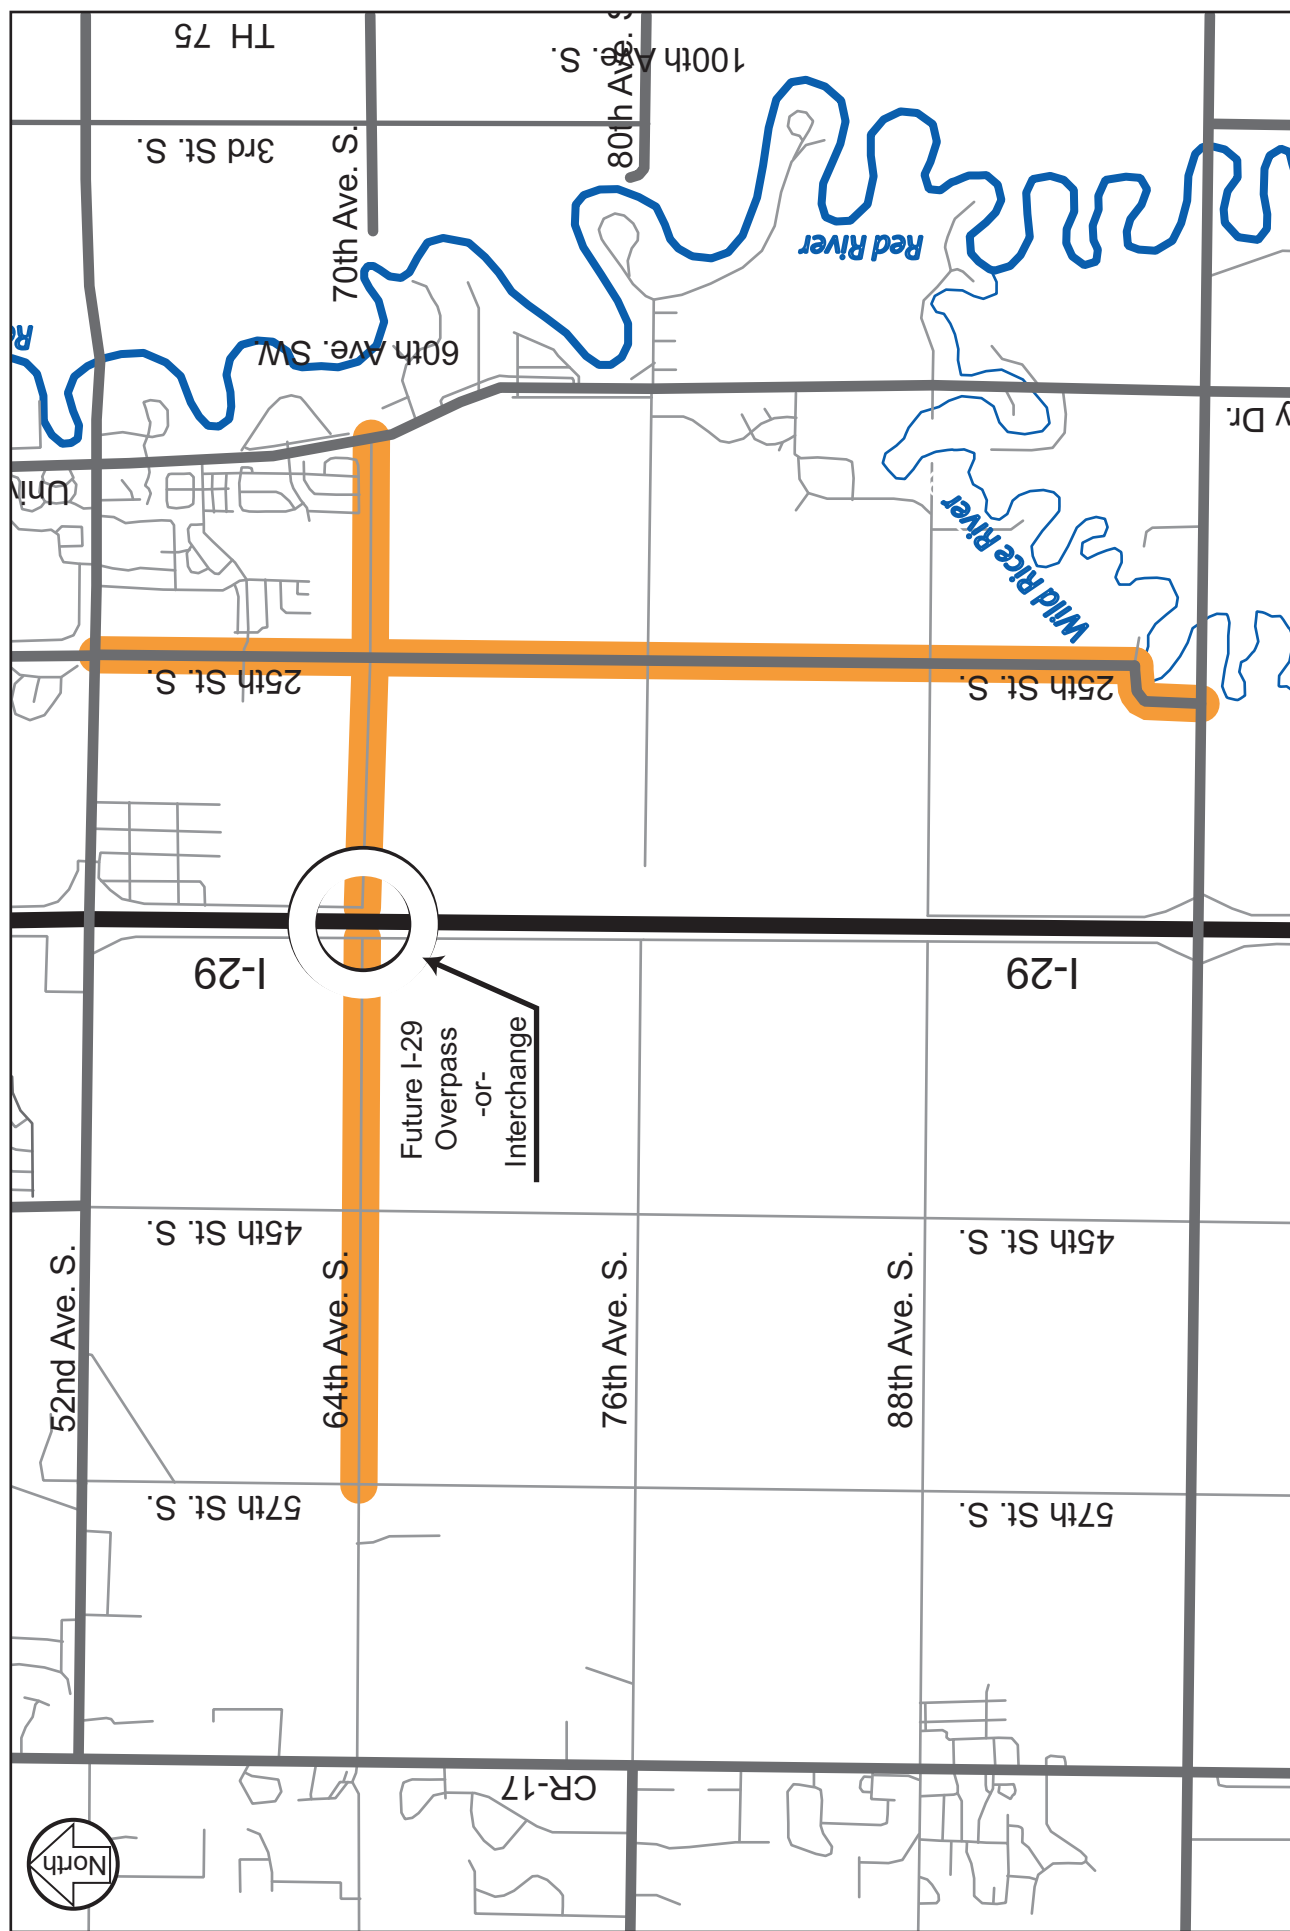 TH 75
100th Ave. S.
3rd St. S.
80th Ave. S
70th Ave. S.
Red River
60th Ave. SW.
Re
y Dr.
Univ
Wild Rice River
25th St. S.
25th St. S.
I-29
I-29
Future I-29
Overpass
-or-
Interchange
45th St. S.
45th St. S.
52nd Ave. S.
64th Ave. S.
76th Ave. S.
88th Ave. S.
57th St. S.
57th St. S.
CR-17
North